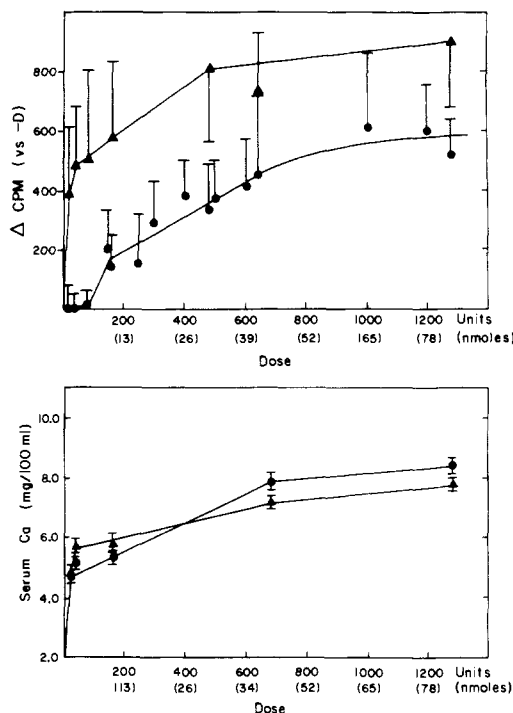 Δ CPM (vs -D)
800
600
400
200
200 400 600 800 1000 1200 Units
(13) (26) (39) (52) (65) (78) (nmoles)
Dose
Serum Ca (mg/100 ml)
10.0
8.0
6.0
4.0
2.0
200 400 600 800 1000 1200 Units
(13) (26) (34) (52) (65) (78) (nmoles)
Dose